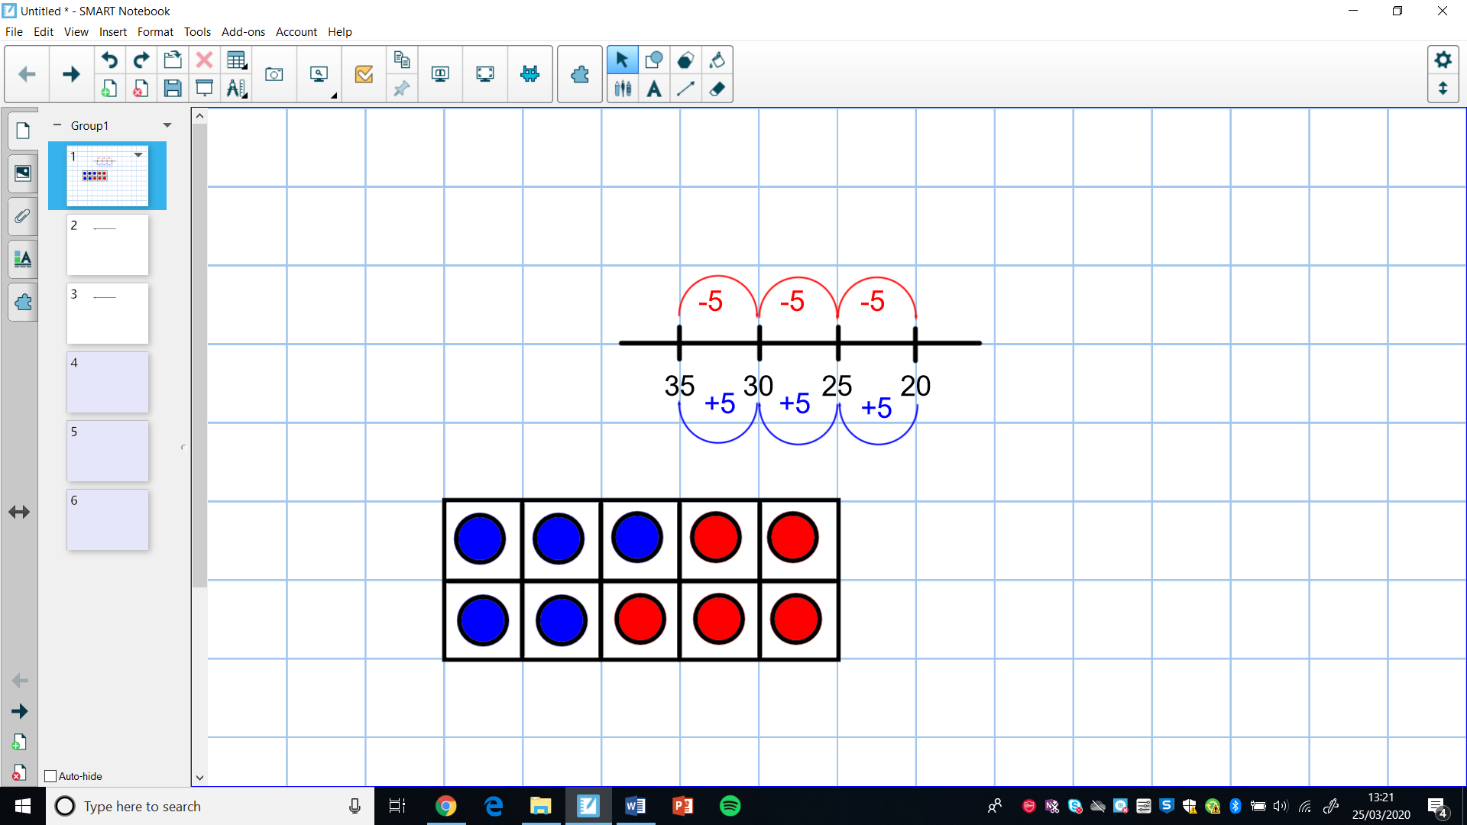 Untitled * - SMART Notebook
File Edit View Insert Format Tools Add-ons Account Help
Group1
1
2
3
4
5
6
Auto-hide
-5 -5 -5
35 30 25 20
+5 +5 +5
Type here to search
13:21
25/03/2020
4